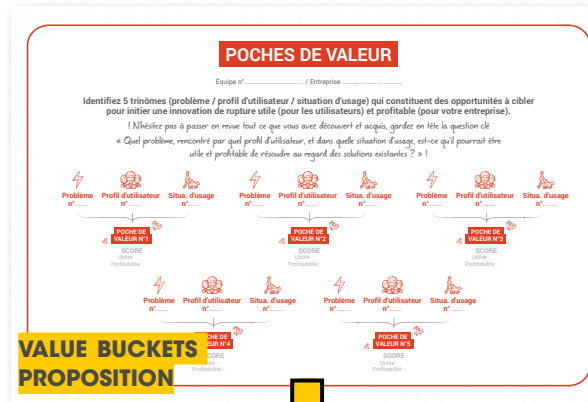 POCHES DE VALEUR
Équipe n°.............................. / Entreprise ..............................
Identifiez 5 trinômes (problème / profil d'utilisateur / situation d'usage) qui constituent des opportunités à cibler
pour initier une innovation de rupture utile (pour les utilisateurs) et profitable (pour votre entreprise).
! N'hésitez pas à passer en revue tout ce que vous avez découvert et acquis, gardez en tête la question clé
« Quel problème, rencontré par quel profil d'utilisateur, et dans quelle situation d'usage, est-ce qu'il pourrait être
utile et profitable de résoudre au regard des solutions existantes ? » !
Problème Profil d'utilisateur Situa. d'usage Problème Profil d'utilisateur Situa. d'usage Problème Profil d'utilisateur Situa. d'usage
n°....... n°....... n°....... n°....... n°....... n°....... n°....... n°....... n°.......
POCHE DE POCHE DE POCHE DE
VALEUR N°1 VALEUR N°2 VALEUR N°3
SCORE SCORE SCORE
Utilité : Utilité : Utilité :
Profitabilité : Profitabilité : Profitabilité :
Problème Profil d'utilisateur Situa. d'usage Problème Profil d'utilisateur Situa. d'usage
n°....... n°....... n°....... n°....... n°....... n°.......
CHE DE POCHE DE
UR N°4 VALEUR N°5
CORE SCORE
Utilité :
Profitabilité :
VALUE BUCKETS
PROPOSITION